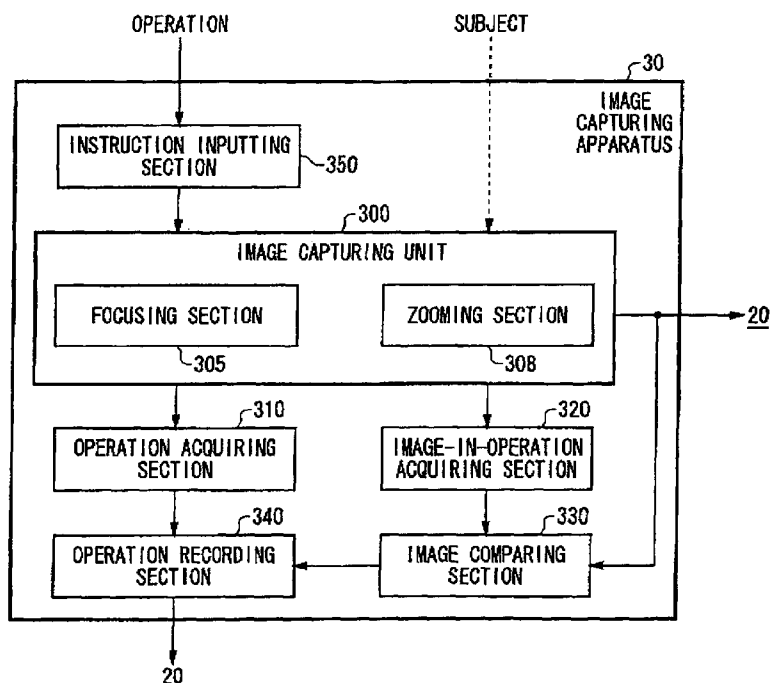 OPERATION
SUBJECT
30
IMAGE
CAPTURING
APPARATUS
INSTRUCTION INPUTTING
SECTION
350
300
IMAGE CAPTURING UNIT
FOCUSING SECTION
305
ZOOMING SECTION
308
20
310
OPERATION ACQUIRING
SECTION
320
IMAGE-IN-OPERATION
ACQUIRING SECTION
340
OPERATION RECORDING
SECTION
330
IMAGE COMPARING
SECTION
20